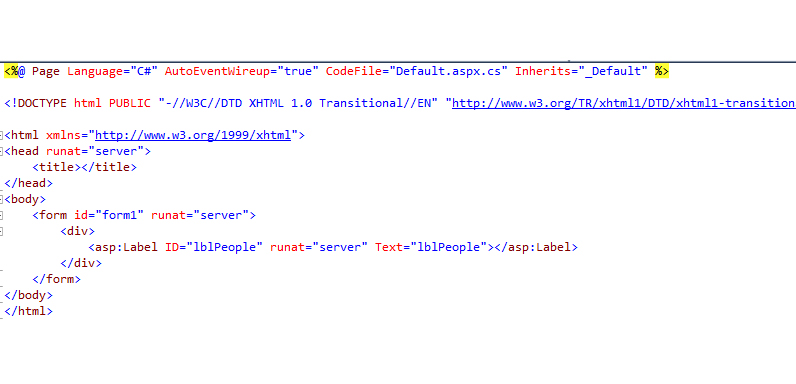 <%@ Page Language="C#" AutoEventWireup="true" CodeFile="Default.aspx.cs" Inherits="_Default" %>
<!DOCTYPE html PUBLIC "-//W3C//DTD XHTML 1.0 Transitional//EN" "http://www.w3.org/TR/xhtml1/DTD/xhtml1-transition
<html xmlns="http://www.w3.org/1999/xhtml">
<head runat="server">
<title></title>
</head>
<body>
<form id="form1" runat="server">
<div>
<asp:Label ID="lblPeople" runat="server" Text="lblPeople"></asp:Label>
</div>
</form>
</body>
</html>